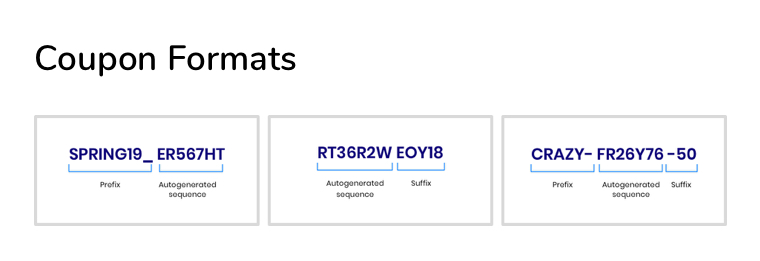 Coupon Formats
SPRING19_ ER567HT
Prefix
Autogenerated
sequence
RT36R2W EOY18
Autogenerated
sequence
Suffix
CRAZY- FR26Y76 -50
Prefix
Autogenerated
sequence
Suffix